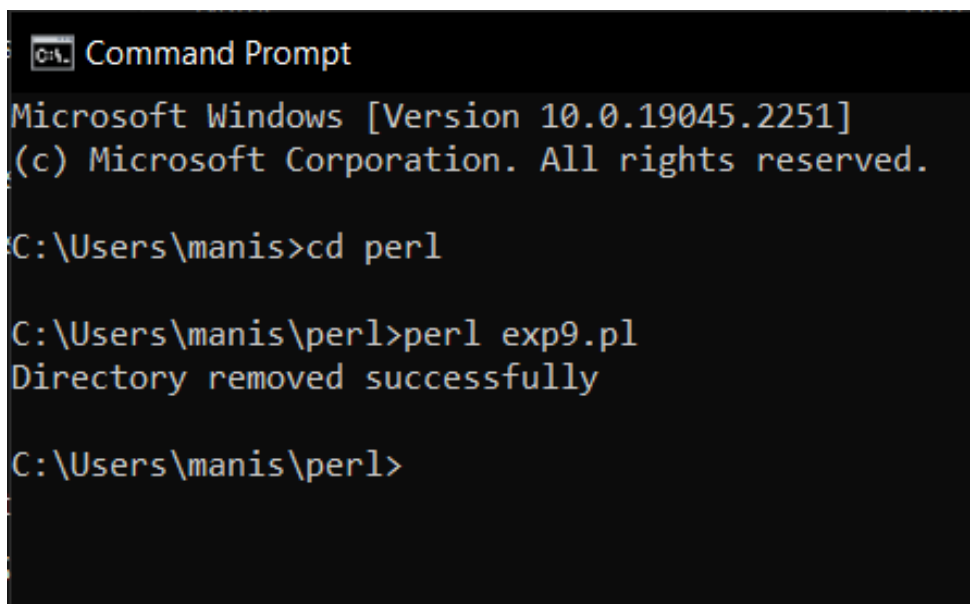 Command Prompt
Microsoft Windows [Version 10.0.19045.2251]
(c) Microsoft Corporation. All rights reserved.
C:\Users\manis>cd perl
C:\Users\manis\perl>perl exp9.pl
Directory removed successfully
C:\Users\manis\perl>